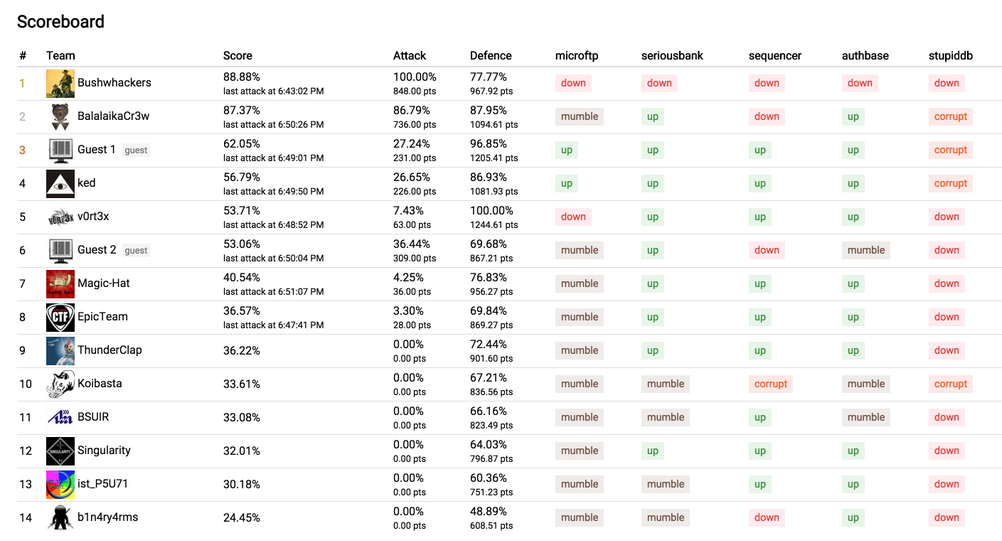 Scoreboard
# Team Score Attack Defence microftp seriousbank sequencer authbase stupiddb
1 Bushwhackers 88.88% 100.00% 77.77% down down down down down
last attack at 6:43:02 PM 848.00 pts 967.92 pts
2 BalalaikaCr3w 87.37% 86.79% 87.95% mumble up down up corrupt
last attack at 6:50:26 PM 736.00 pts 1094.61 pts
3 Guest 1 guest 62.05% 27.24% 96.85% up up up up corrupt
last attack at 6:49:01 PM 231.00 pts 1205.41 pts
4 ked 56.79% 26.65% 86.93% up up up up corrupt
last attack at 6:49:50 PM 226.00 pts 1081.93 pts
5 v0rt3x 53.71% 7.43% 100.00% down up up up down
last attack at 6:48:52 PM 63.00 pts 1244.61 pts
6 Guest 2 guest 53.06% 36.44% 69.68% mumble up down mumble down
last attack at 6:50:04 PM 309.00 pts 867.21 pts
7 Magic-Hat 40.54% 4.25% 76.83% mumble up up up down
last attack at 6:51:07 PM 36.00 pts 956.27 pts
8 CTF EpicTeam 36.57% 3.30% 69.84% mumble up up up down
last attack at 6:47:41 PM 28.00 pts 869.27 pts
9 ThunderClap 36.22% 0.00% 72.44% mumble up up up down
0.00 pts 901.60 pts
10 Koibasta 33.61% 0.00% 67.21% mumble mumble corrupt mumble corrupt
0.00 pts 836.56 pts
11 BSUIR 33.08% 0.00% 66.16% mumble mumble up mumble down
0.00 pts 823.49 pts
12 SINGULARITY Singularity 32.01% 0.00% 64.03% mumble up up up down
0.00 pts 796.87 pts
13 ist_P5U71 30.18% 0.00% 60.36% mumble mumble up up down
0.00 pts 751.23 pts
14 b1n4ry4rms 24.45% 0.00% 48.89% mumble mumble down up down
0.00 pts 608.51 pts